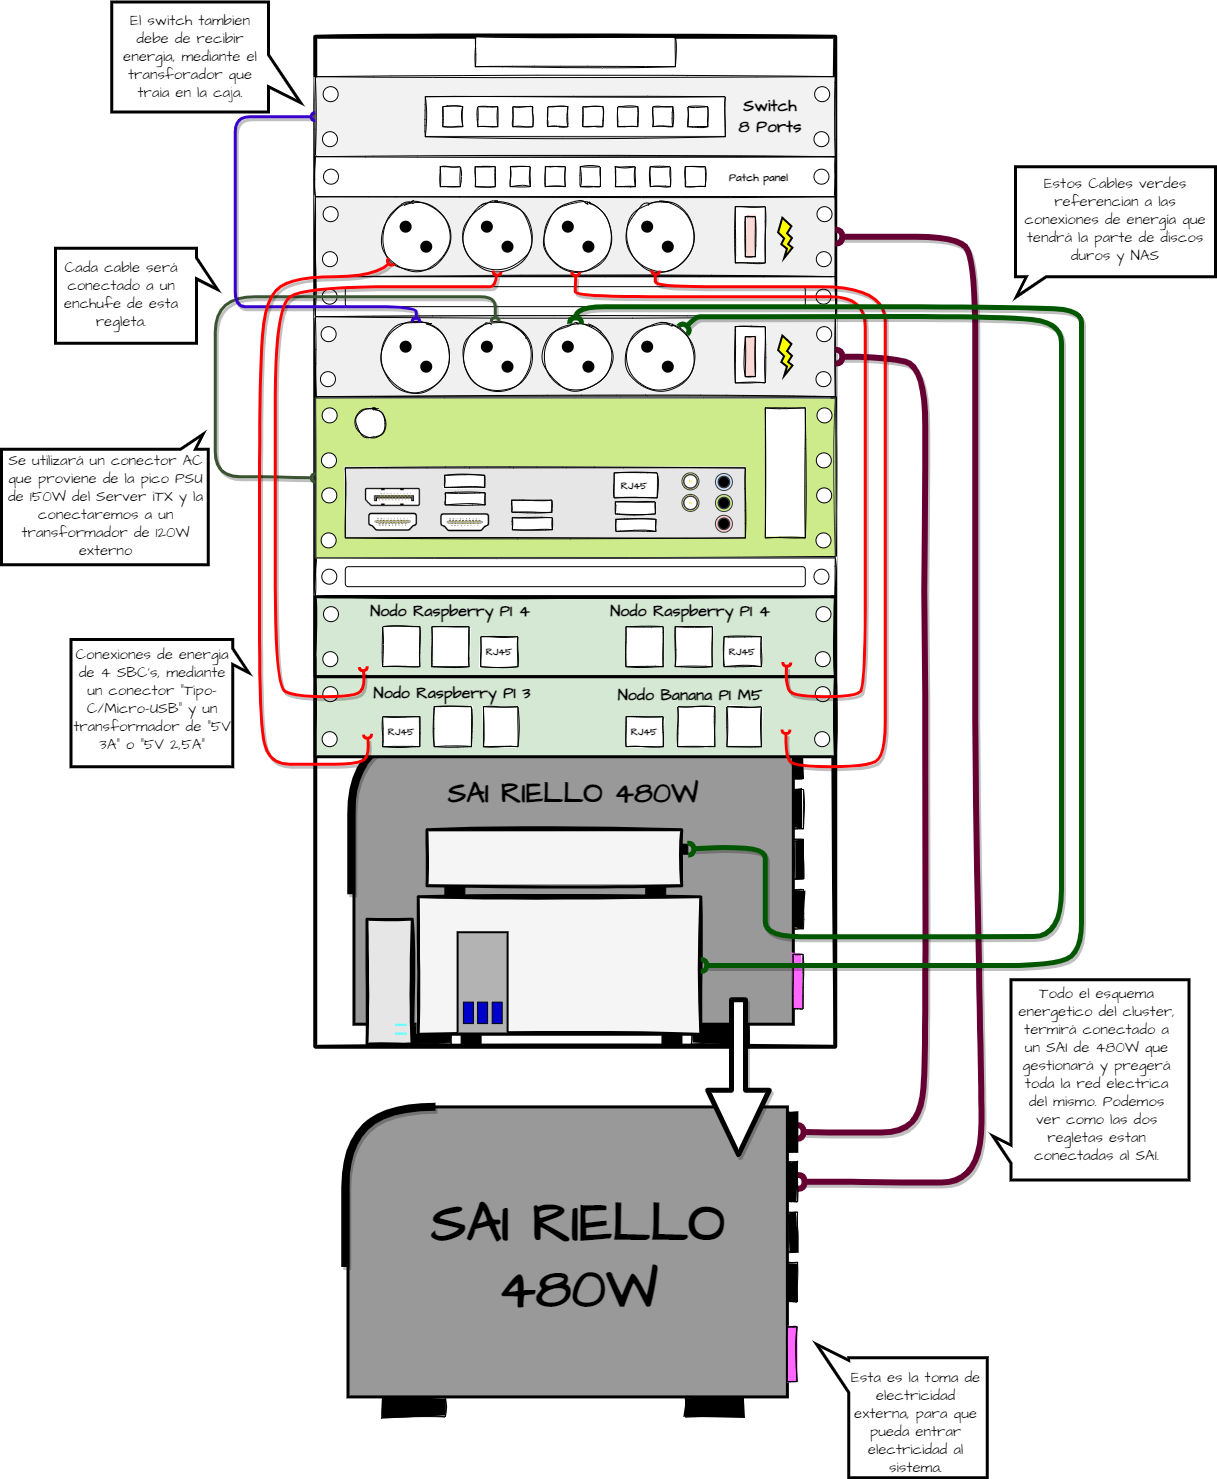 El switch tambien
debe de recibir
energia, mediante el
transforador que
traia en la caja.
Switch
8 Ports
Patch panel
Estos Cables verdes
referencian a las
conexiones de energia que
tendrá la parte de discos
duros y NAS
Cada cable será
conectado a un
enchufe de esta
regleta.
Se utilizará un conector AC
que proviene de la pico PSU
de 150W del Server iTX y la
conectaremos a un
transformador de 120W
externo
RJ45
Nodo Raspberry PI 4
Nodo Raspberry PI 4
RJ45
RJ45
Conexiones de energia
de 4 SBC's, mediante
un conector "Tipo-
C/Micro-USB" y un
transformador de "5V
3A" o "5V 2,5A"
Nodo Raspberry PI 3
Nodo Banana PI M5
RJ45
RJ45
SAI RIELLO 480W
Todo el esquema
energetico del cluster,
termirá conectado a
un SAI de 480W que
gestionará y pregerá
toda la red electrica
del mismo. Podemos
ver como las dos
regletas estan
conectadas al SAI.
SAI RIELLO
480W
Esta es la toma de
electricidad
externa, para que
pueda entrar
electricidad al
sistema.